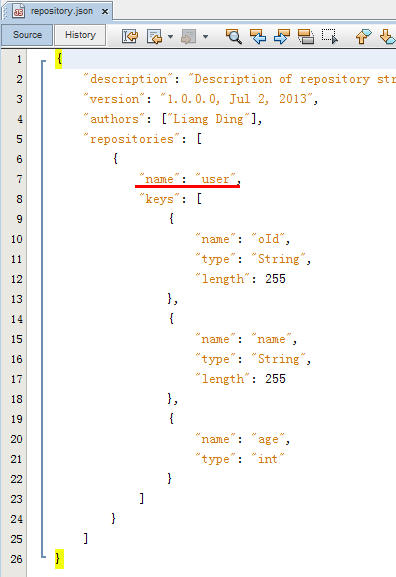 repository.json
Source History
1 {
2 "description": "Description of repository str
3 "version": "1.0.0.0, Jul 2, 2013",
4 "authors": ["Liang Ding"],
5 "repositories": [
6 {
7 "name": "user",
8 "keys": [
9 {
10 "name": "oId",
11 "type": "String",
12 "length": 255
13 },
14 {
15 "name": "name",
16 "type": "String",
17 "length": 255
18 },
19 {
20 "name": "age",
21 "type": "int"
22 }
23 ]
24 }
25 ]
26 }